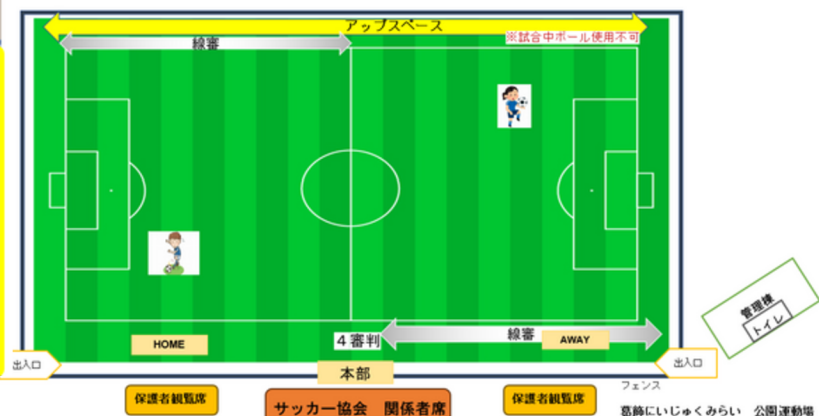 アップスペース
線審
※試合中ボール使用不可
管理棟
トイレ
4審判
線審
HOME
AWAY
出入口
出入口
本部
フェンス
保護者観覧席
サッカー協会 関係者席
保護者観覧席
葛飾にいじゅくみらい 公園運動場